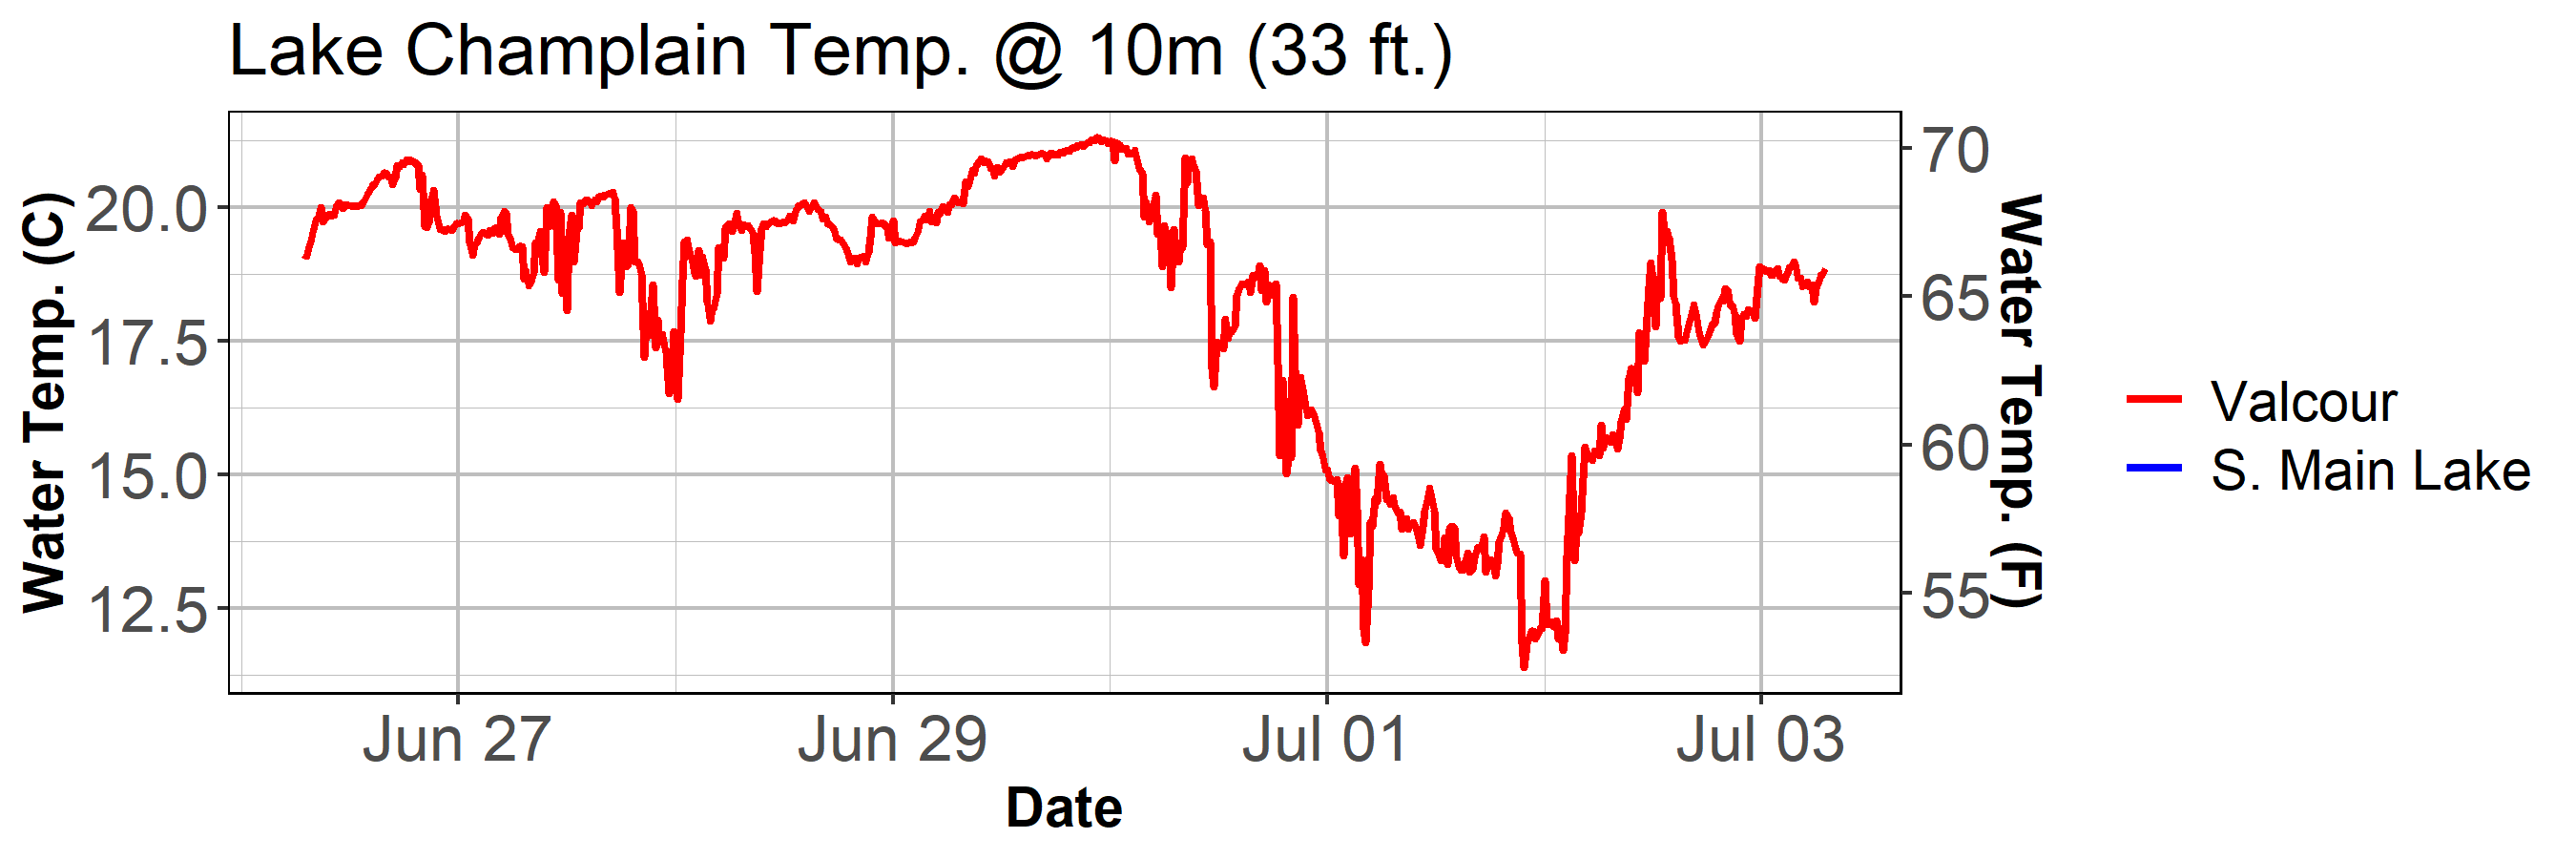 Lake Champlain Temp. @ 10m (33 ft.)
Water Temp. (C)
20.0
17.5
15.0
12.5
70
65
60
55
Water Temp. (F)
Jun 27
Jun 29
Jul 01
Jul 03
Date
Valcour
S. Main Lake